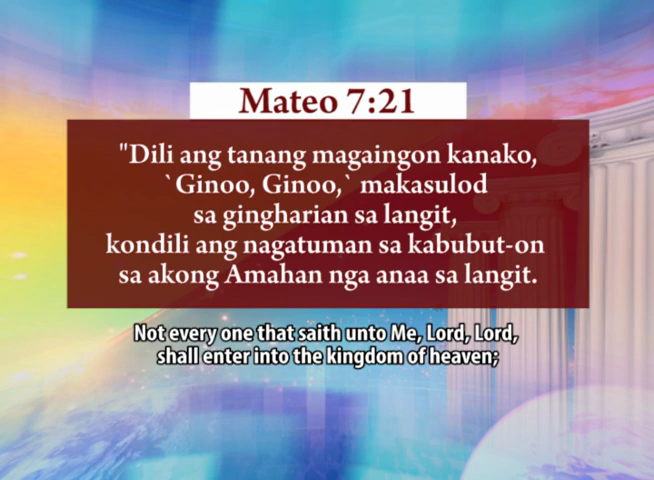 Mateo 7:21
"Dili ang tanang magaingon kanako,
`Ginoo, Ginoo,` makasulod
sa gingharian sa langit,
kondili ang nagatuman sa kabubut-on
sa akong Amahan nga anaa sa langit.
Not every one that saith unto Me, Lord, Lord,
shall enter into the kingdom of heaven;